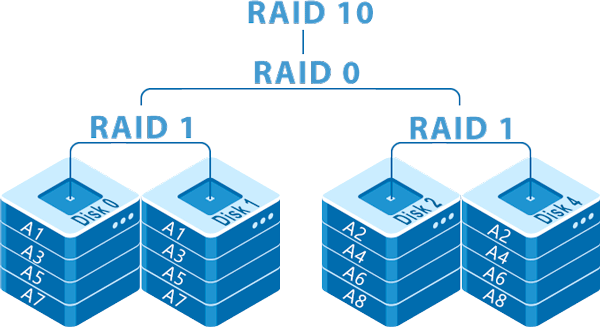 RAID 10
RAID 0
RAID 1
RAID 1
Disk 0
A1
A3
A5
A7
Disk 1
A1
A3
A5
A7
Disk 2
A2
A4
A6
A8
Disk 4
A2
A4
A6
A8